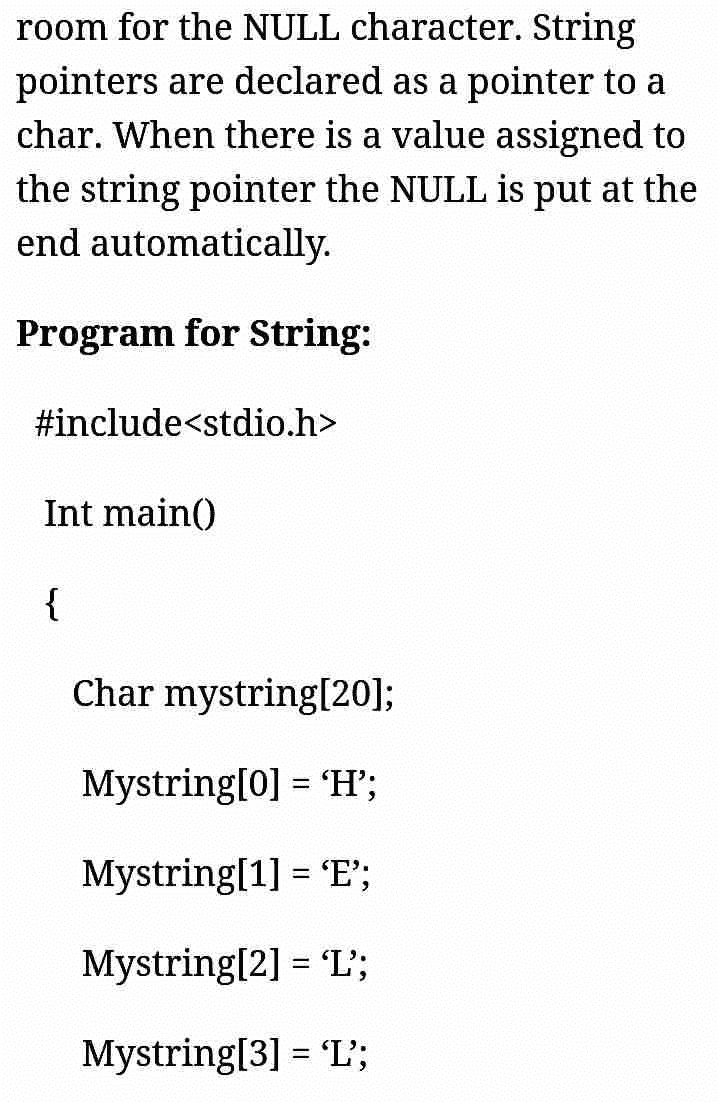 room for the NULL character. String
pointers are declared as a pointer to a
char. When there is a value assigned to
the string pointer the NULL is put at the
end automatically.
Program for String:
#include<stdio.h>
Int main()
{
Char mystring[20];
Mystring[0] = ‘H’;
Mystring[1] = ‘E’;
Mystring[2] = ‘L’;
Mystring[3] = ‘L’;